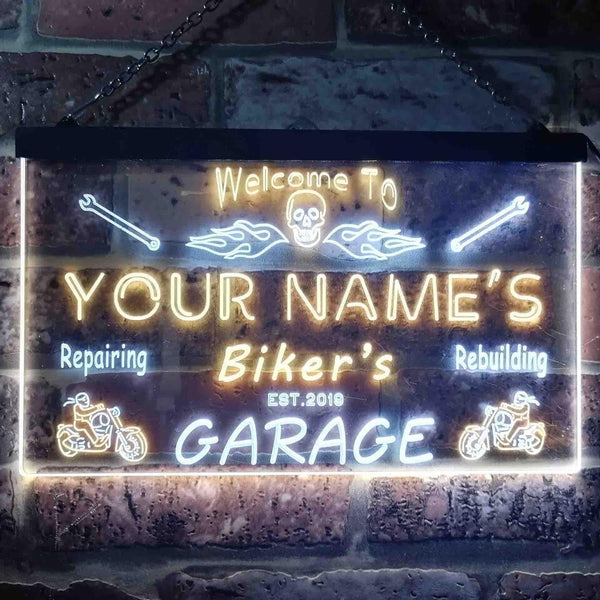 Welcome To
YOUR NAME'S
Repairing
Biker's
Rebuilding
EST.2019
GARAGE